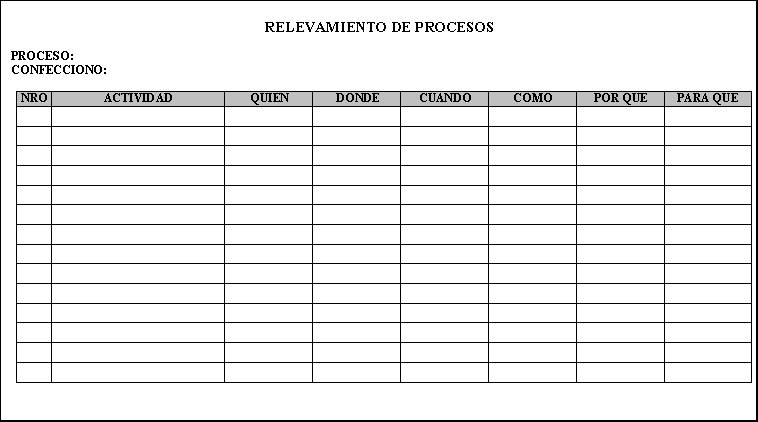 RELEVAMIENTO DE PROCESOS
PROCESO:
CONFECCIONO:
NRO ACTIVIDAD QUIEN DONDE CUANDO COMO POR QUE PARA QUE